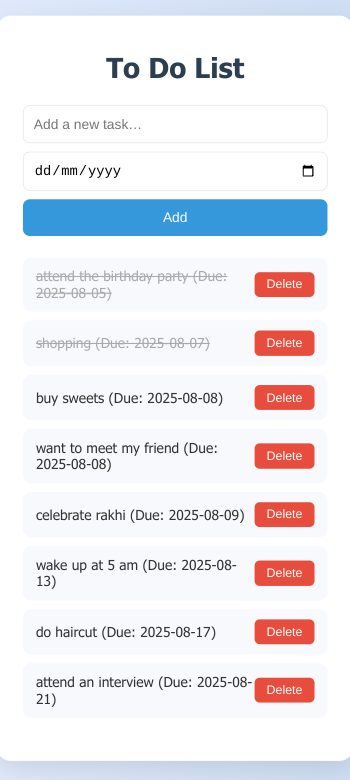 To Do List
Add a new task…
dd/mm/yyyy
Add
attend the birthday party (Due:
2025-08-05)
Delete
shopping (Due: 2025-08-07)
Delete
buy sweets (Due: 2025-08-08)
Delete
want to meet my friend (Due:
2025-08-08)
Delete
celebrate rakhi (Due: 2025-08-09)
Delete
wake up at 5 am (Due: 2025-08-
13)
Delete
do haircut (Due: 2025-08-17)
Delete
attend an interview (Due: 2025-08-
21)
Delete